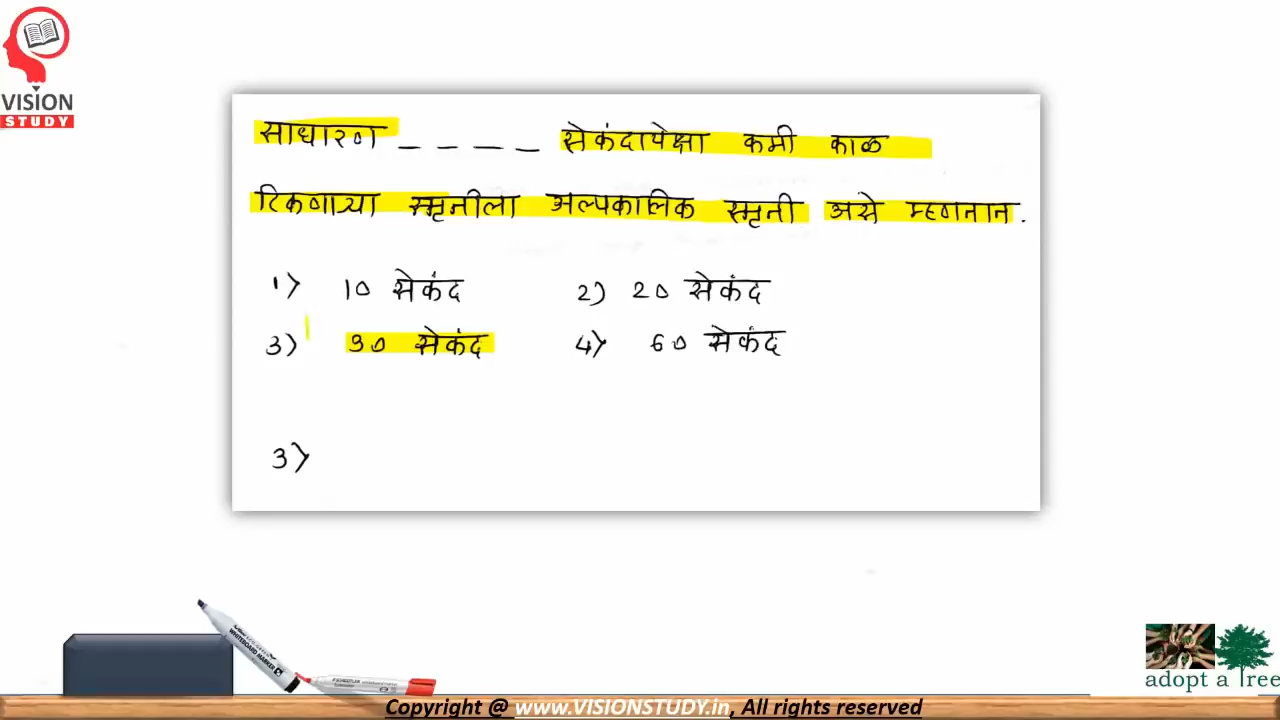 VISION
STUDY
साधारण _ _ _ _ सेकंदापेक्षा कमी काळ
टिकणाऱ्या स्मृतीला अल्पकालिक स्मृती असे म्हणतात.
1) 10 सेकंद 2) 20 सेकंद
3) 30 सेकंद 4) 60 सेकंद
3)
adopt a Tree
Copyright @ www.VISIONSTUDY.in, All rights reserved